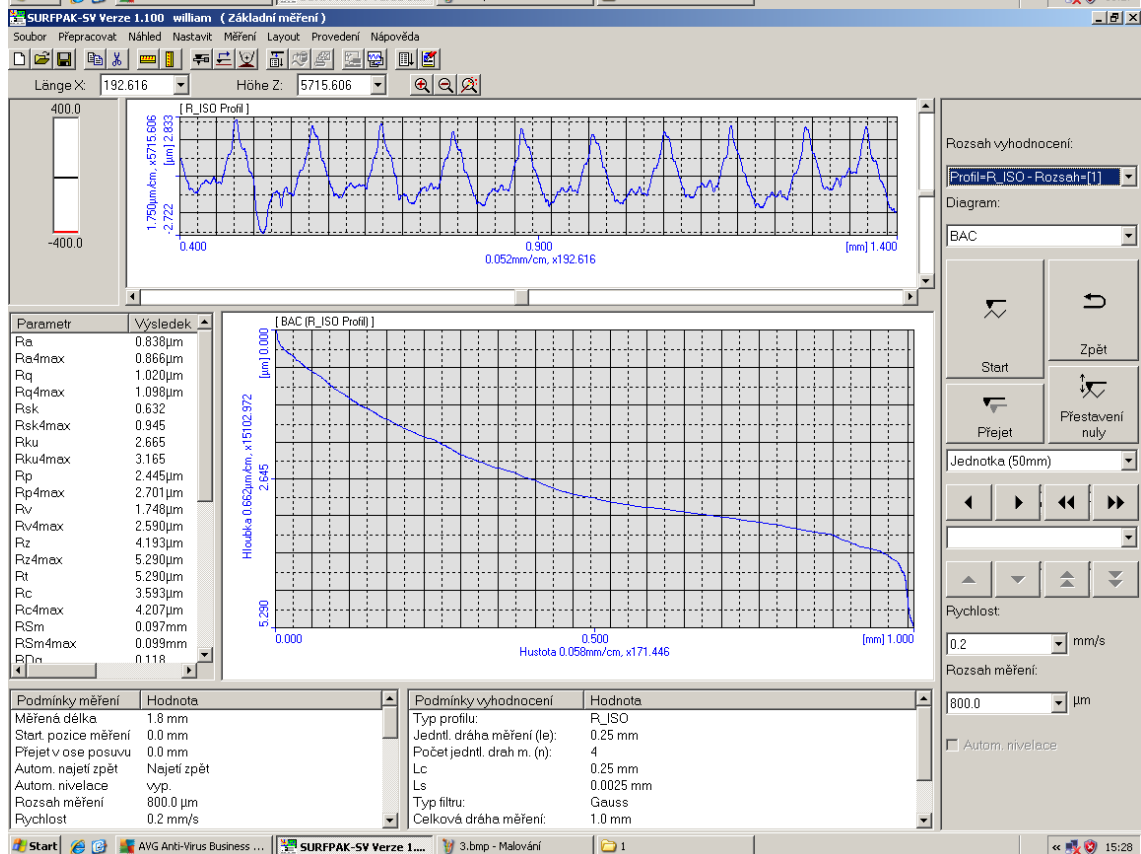 SURFPAK-SV Verze 1.100 william ( Základní měření )
Soubor Přepracovat Náhled Nastavit Měření Layout Provedení Nápověda
Länge X: 192.616 Höhe Z: 5715.606
400.0
-400.0
[ R_ISO Profil ]
1.750µm/cm, x5715.606
-2.722 [µm] 2.833
0.400 0.900 [mm] 1.400
0.052mm/cm, x192.616
Parametr Výsledek
Ra 0.838µm
Ra4max 0.866µm
Rq 1.020µm
Rq4max 1.098µm
Rsk 0.632
Rsk4max 0.945
Rku 2.665
Rku4max 3.165
Rp 2.445µm
Rp4max 2.701µm
Rv 1.748µm
Rv4max 2.590µm
Rz 4.193µm
Rz4max 5.290µm
Rt 5.290µm
Rc 3.593µm
Rc4max 4.207µm
RSm 0.097mm
RSm4max 0.099mm
RDq 0.118
[ BAC (R_ISO Profil) ]
Hloubka 0.662µm/cm, x15102.972
5.290 2.645 [µm] 0.000
0.000 0.500 [mm] 1.000
Hustota 0.058mm/cm, x171.446
Rozsah vyhodnocení:
Profil=R_ISO - Rozsah=[1]
Diagram:
BAC
Start
Zpět
Přejet
Přestavení
nuly
Jednotka (50mm)
Rychlost:
0.2 mm/s
Rozsah měření:
800.0 µm
Autom. nivelace
Podmínky měření Hodnota
Měřená délka 1.8 mm
Start. pozice měření 0.0 mm
Přejet v ose posuvu 0.0 mm
Autom. najetí zpět Najetí zpět
Autom. nivelace vyp.
Rozsah měření 800.0 µm
Rychlost 0.2 mm/s
Podmínky vyhodnocení Hodnota
Typ profilu: R_ISO
Jedntl. dráha měření (le): 0.25 mm
Počet jedntl. drah m. (n): 4
Lc 0.25 mm
Ls 0.0025 mm
Typ filtru: Gauss
Celková dráha měření: 1.0 mm
Start AVG Anti-Virus Business ... SURFPAK-SV Verze 1.... 3.bmp - Malování 1 15:28